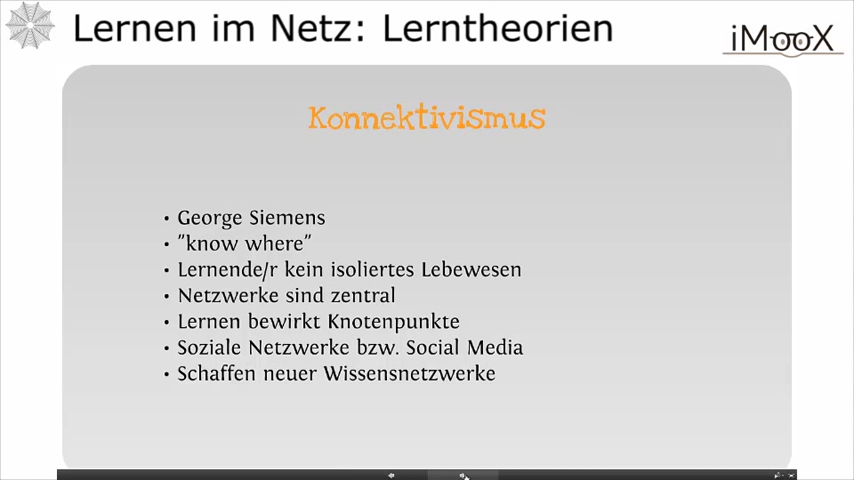 Lernen im Netz: Lerntheorien
iMooX
Konnektivismus
• George Siemens
• "know where"
• Lernende/r kein isoliertes Lebewesen
• Netzwerke sind zentral
• Lernen bewirkt Knotenpunkte
• Soziale Netzwerke bzw. Social Media
• Schaffen neuer Wissensnetzwerke